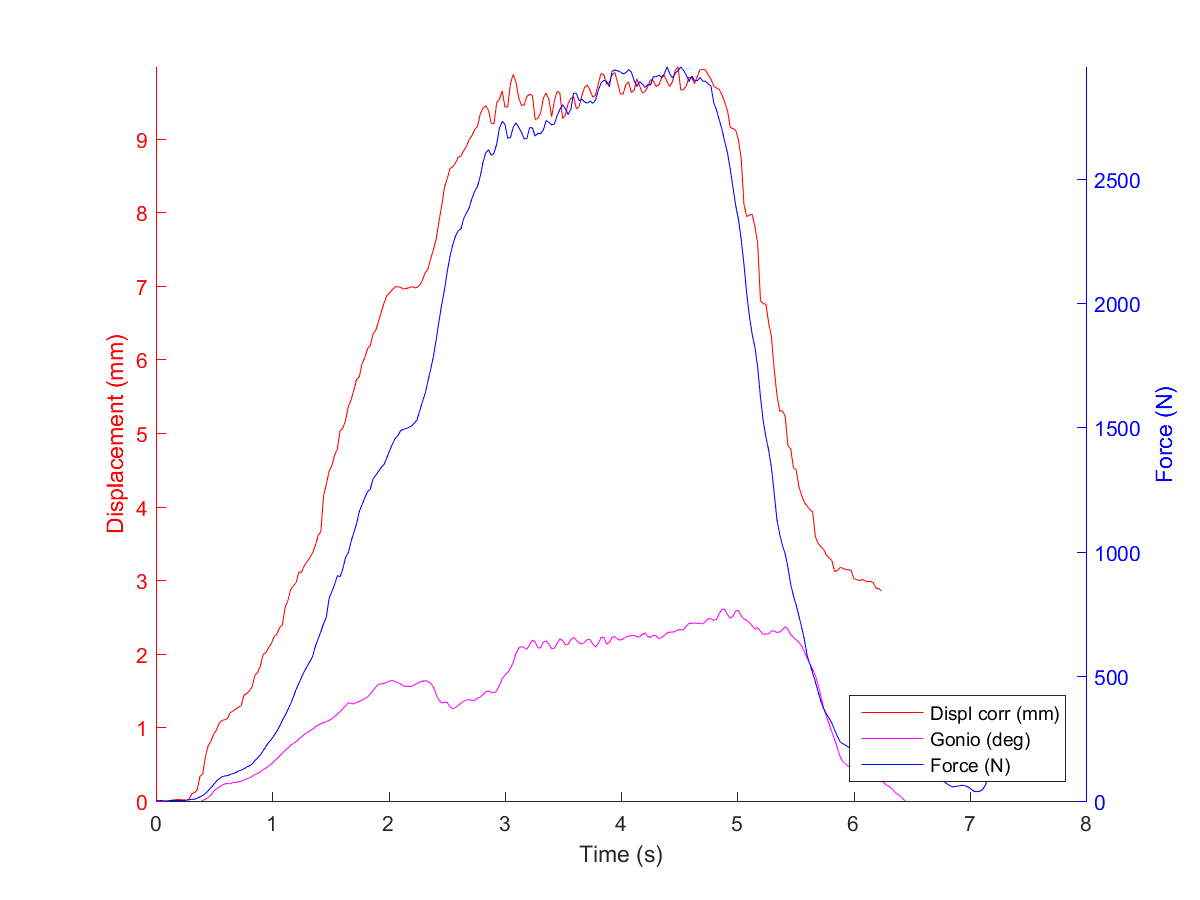 9
8
7
6
5
4
3
2
1
0
Displacement (mm)
2500
2000
1500
1000
500
0
Force (N)
Displ corr (mm)
Gonio (deg)
Force (N)
0 1 2 3 4 5 6 7 8
Time (s)